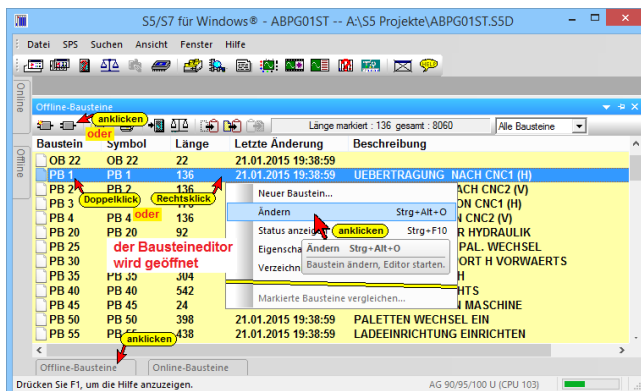 S5/S7 für Windows® - ABPG01ST -- A:\S5 Projekte\ABPG01ST.S5D
Datei SPS Suchen Ansicht Fenster Hilfe
Online
Offline-Bausteine
anklicken
oder
Länge markiert : 136 gesamt : 8060
Alle Bausteine
Offline
Baustein Symbol Länge Letzte Änderung Beschreibung
OB 22 OB 22 22 21.01.2015 19:38:59
PB 1 PB 1 136 21.01.2015 19:38:59 UEBERTRAGUNG NACH CNC1 (H)
PB 2 PB 2 136 ACH CNC2 (V)
Neuer Baustein...
Doppelklick Rechtsklick
PB 3 ON CNC1 (H)
oder
PB 4 PB 4 136 N CNC2 (V)
Ändern Strg+Alt+O
anklicken
PB 20 PB 20 92 R HYDRAULIK
Status anzeigen Strg+F10
der Bausteineditor
wird geöffnet
PB 25 PAL. WECHSEL
Eigenscha
Ändern Strg+Alt+O
Baustein ändern, Editor starten.
PB 30 ORT H VORWAERTS
Verzeichn
PB 35 PB 35 304 H
PB 40 PB 40 542 HTS
Markierte Bausteine vergleichen...
PB 45 PB 45 24 N MASCHINE
PB 50 PB 50 398 21.01.2015 19:38:59 PALETTEN WECHSEL EIN
PB 55 PB 55 438 21.01.2015 19:38:59 LADEEINRICHTUNG EINRICHTEN
anklicken
Offline-Bausteine Online-Bausteine
Drücken Sie F1, um die Hilfe anzuzeigen. AG 90/95/100 U (CPU 103)